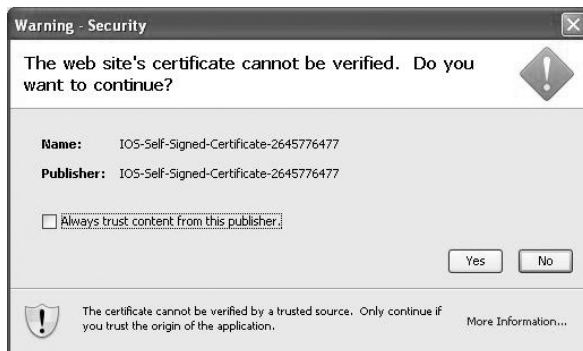 Warning - Security
The web site's certificate cannot be verified. Do you
want to continue?
Name: IOS-Self-Signed-Certificate-2645776477
Publisher: IOS-Self-Signed-Certificate-2645776477
Always trust content from this publisher.
Yes No
The certificate cannot be verified by a trusted source. Only continue if
you trust the origin of the application.
More Information...